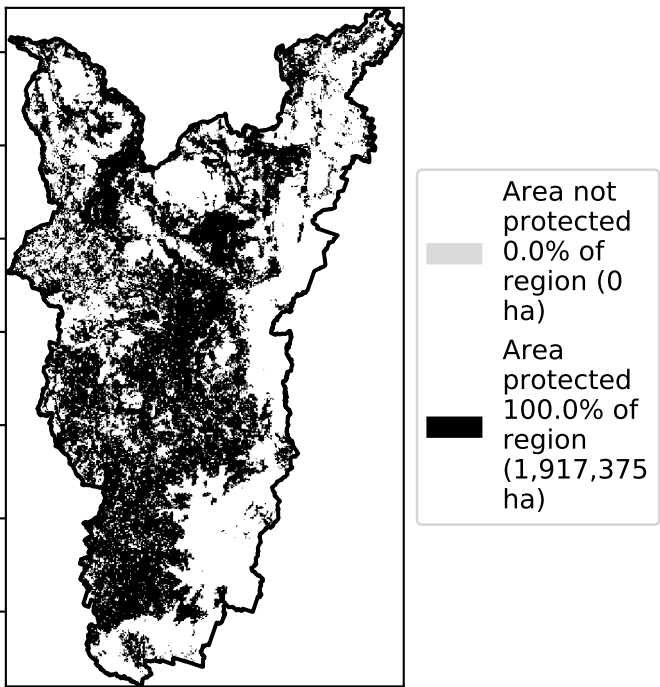 Area not
protected
0.0% of
region (0
ha)
Area
protected
100.0% of
region
(1,917,375
ha)